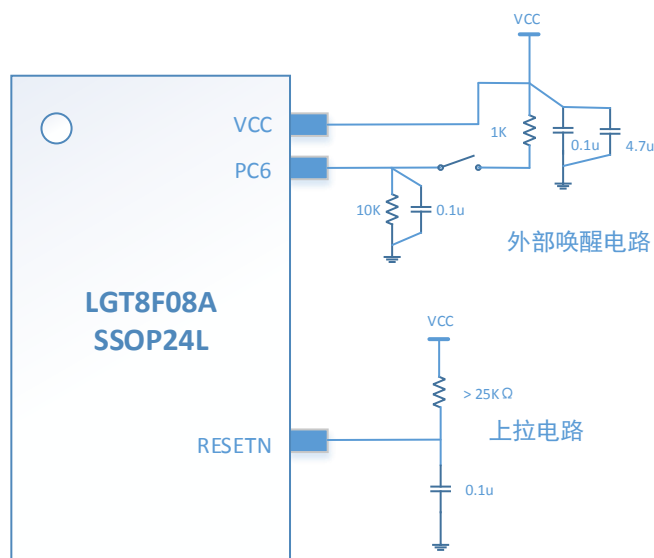 VCC
VCC
1K
0.1u
4.7u
PC6
10K
0.1u
外部唤醒电路
LGT8F08A
SSOP24L
VCC
> 25KΩ
上拉电路
RESETN
0.1u